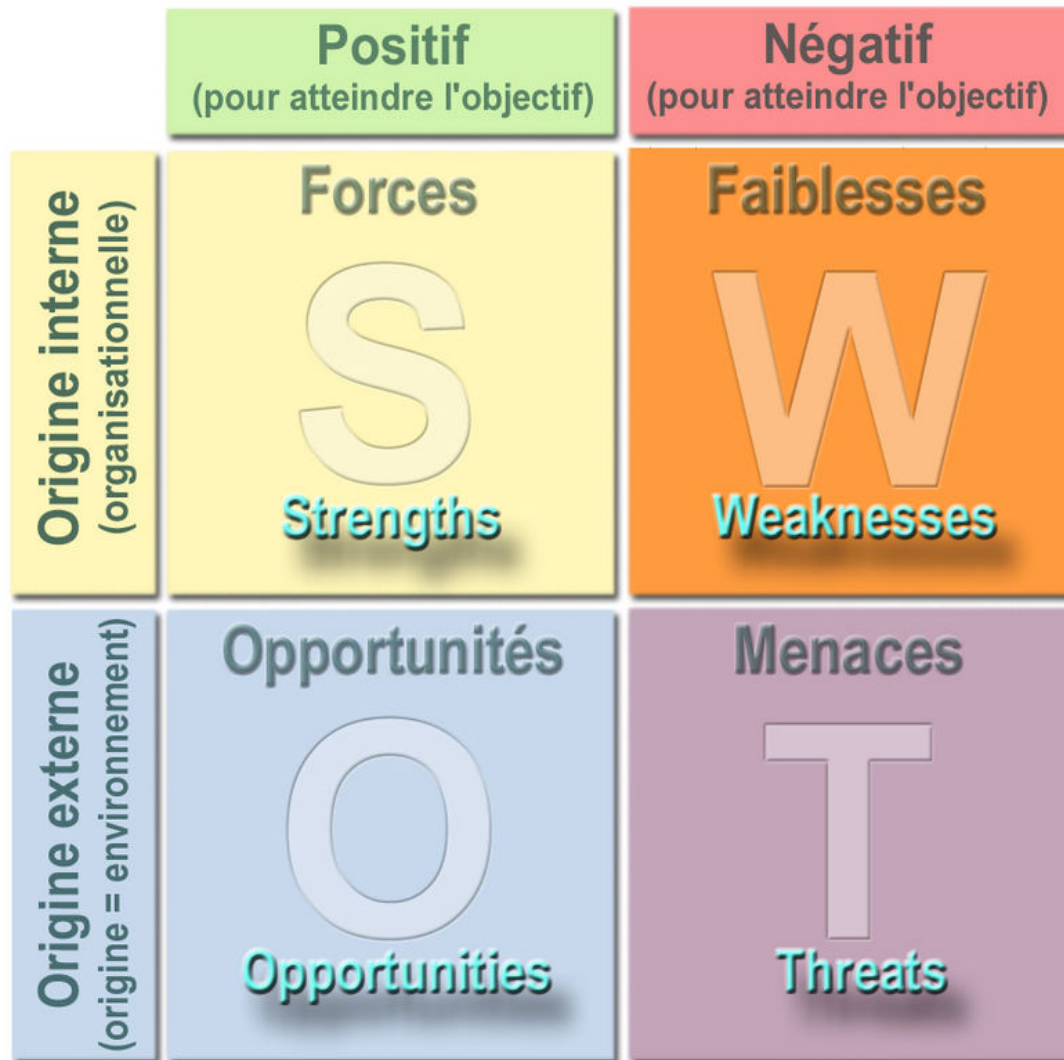 Positif
(pour atteindre l'objectif)
Négatif
(pour atteindre l'objectif)
Origine interne
(organisationnelle)
Forces
S
Strengths
Faiblesses
W
Weaknesses
Origine externe
(origine = environnement)
Opportunités
O
Opportunities
Menaces
T
Threats